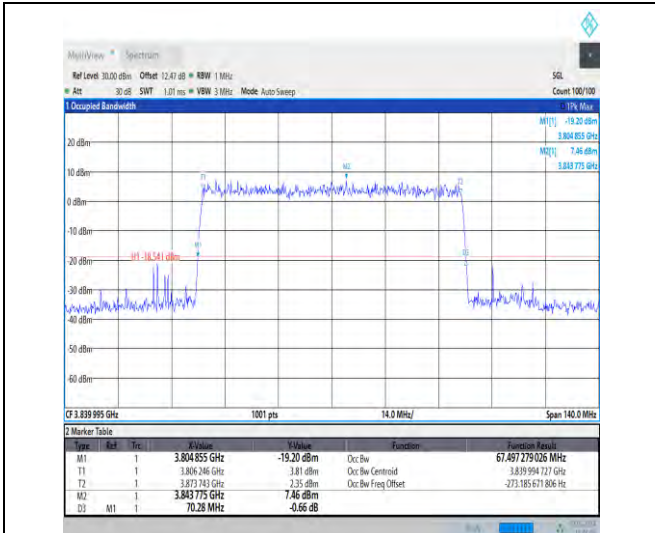 MultiView Spectrum
Ref Level 30.00 dBm Offset 12.47 dB RBW 1 MHz SGL
Att 30 dB SWT 1.01 ms VBW 3 MHz Mode Auto Sweep Count 100/100
1 Occupied Bandwidth 1Pk Max
M1[1] -19.20 dBm
3.804 855 GHz
20 dBm
M2[1] 7.46 dBm
3.843 775 GHz
10 dBm
T1 M2 T2
0 dBm
-10 dBm
M1
D3
H1 -18.541 dBm
-20 dBm
-30 dBm
-40 dBm
-50 dBm
-60 dBm
CF 3.839 995 GHz 1001 pts 14.0 MHz/ Span 140.0 MHz
2 Marker Table
Type Ref Trc X-Value Y-Value Function Function Result
M1 1 3.804 855 GHz -19.20 dBm Occ Bw 67.497 279 026 MHz
T1 1 3.806 246 GHz 3.81 dBm Occ Bw Centroid 3.839 994 727 GHz
T2 1 3.873 743 GHz 2.35 dBm Occ Bw Freq Offset -273.185 671 806 Hz
M2 1 3.843 775 GHz 7.46 dBm
D3 M1 1 70.28 MHz -0.66 dB